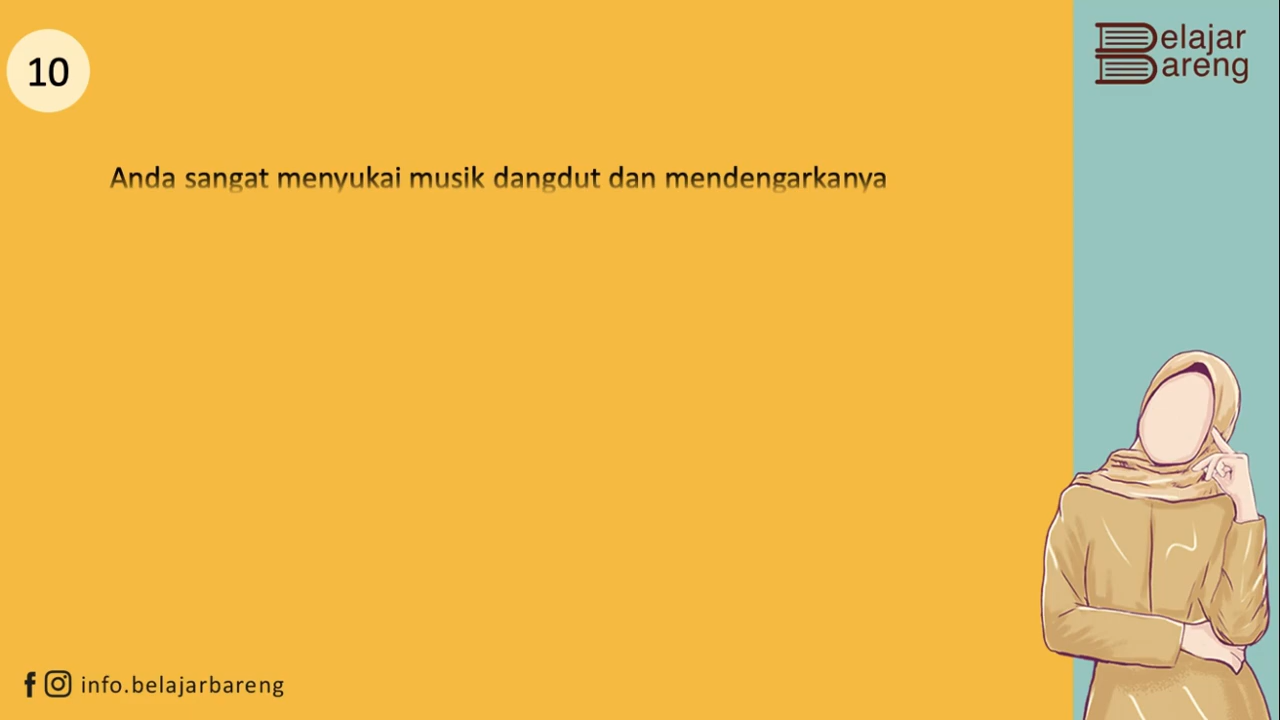 10
Belajar
Bareng
Anda sangat menyukai musik dangdut dan mendengarkanya
info.belajarbareng